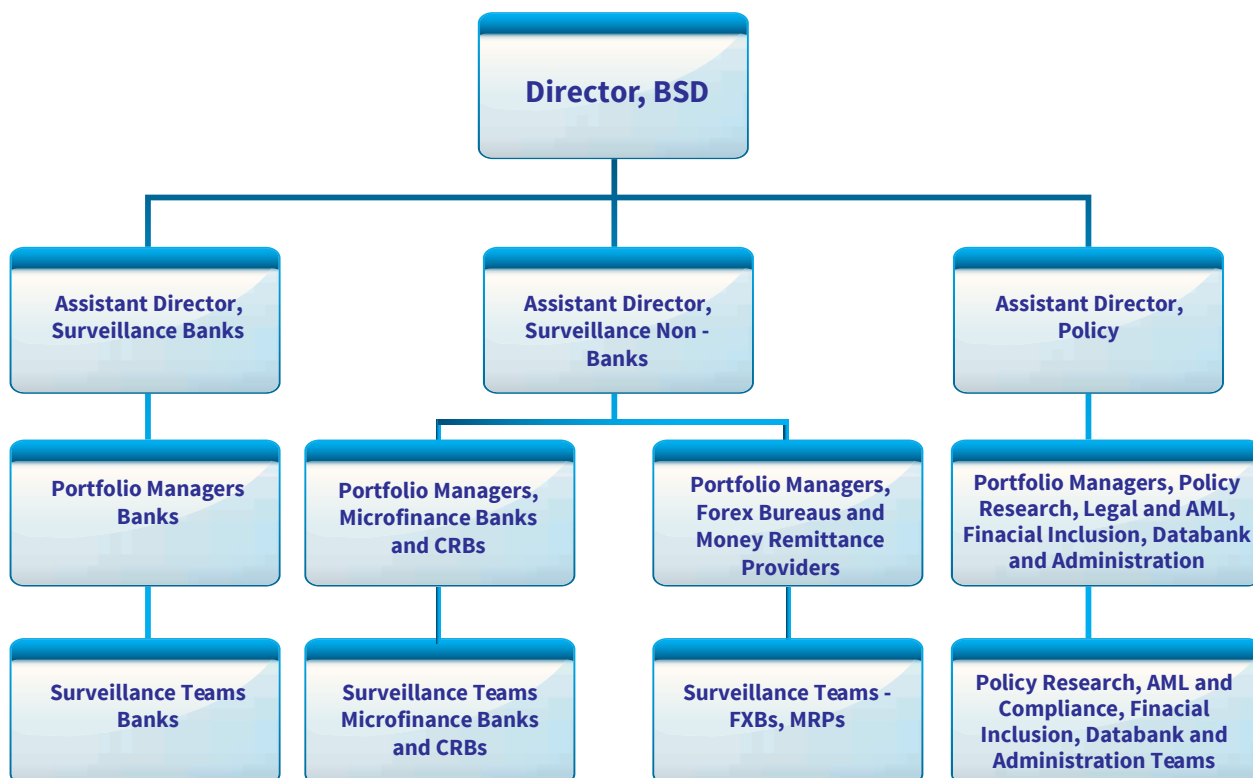 Director, BSD
Assistant Director,
Surveillance Banks
Assistant Director,
Surveillance Non -
Banks
Assistant Director,
Policy
Portfolio Managers
Banks
Portfolio Managers,
Microfinance Banks
and CRBs
Portfolio Managers,
Forex Bureaus and
Money Remittance
Providers
Portfolio Managers, Policy
Research, Legal and AML,
Finacial Inclusion, Databank
and Administration
Surveillance Teams
Banks
Surveillance Teams
Microfinance Banks
and CRBs
Surveillance Teams -
FXBs, MRPs
Policy Research, AML and
Compliance, Finacial
Inclusion, Databank and
Administration Teams